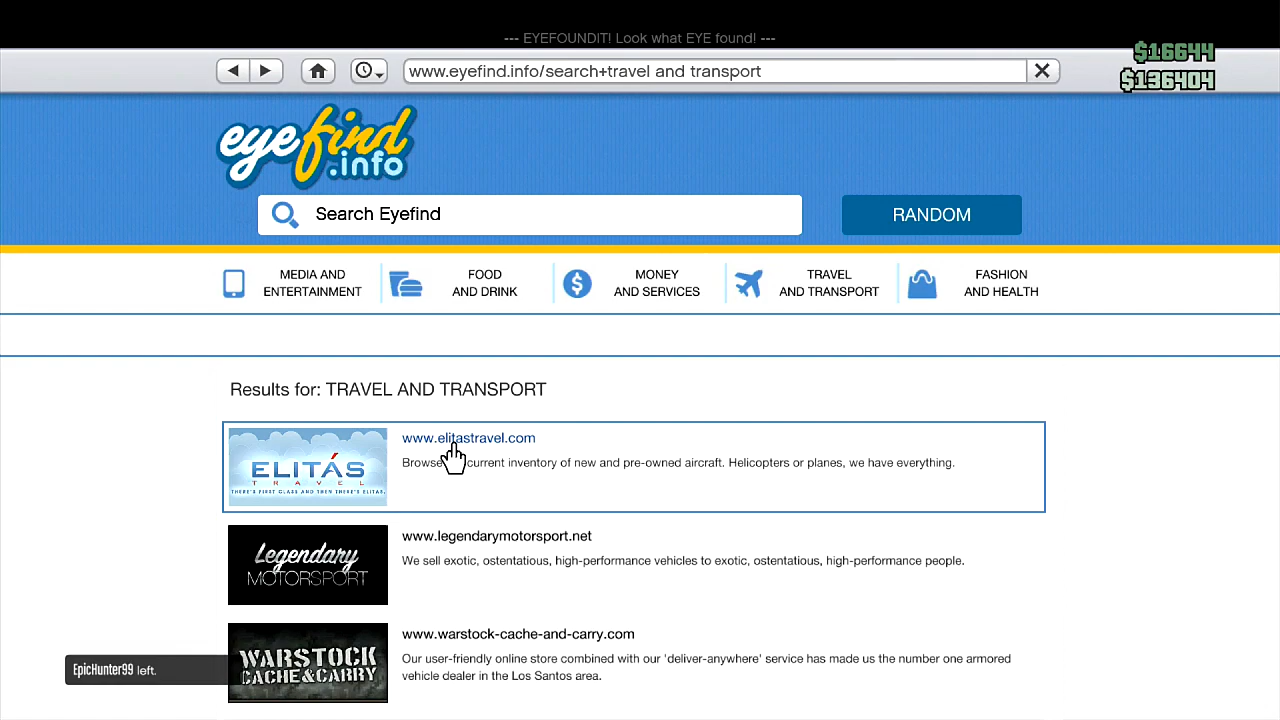 --- EYEFOUNDIT! Look what EYE found! ---
$16644
$136404
www.eyefind.info/search+travel and transport
eyefind
.info
Search Eyefind
RANDOM
MEDIA AND
ENTERTAINMENT
FOOD
AND DRINK
MONEY
AND SERVICES
TRAVEL
AND TRANSPORT
FASHION
AND HEALTH
Results for: TRAVEL AND TRANSPORT
ELITÁS
TRAVEL
THERE'S FIRST CLASS AND THEN THERE'S ELITAS.
www.elitastravel.com
Browse current inventory of new and pre-owned aircraft. Helicopters or planes, we have everything.
Legendary
MOTORSPORT
www.legendarymotorsport.net
We sell exotic, ostentatious, high-performance vehicles to exotic, ostentatious, high-performance people.
WARSTOCK
CACHE & CARRY
www.warstock-cache-and-carry.com
Our user-friendly online store combined with our 'deliver-anywhere' service has made us the number one armored
vehicle dealer in the Los Santos area.
EpicHunter99 left.